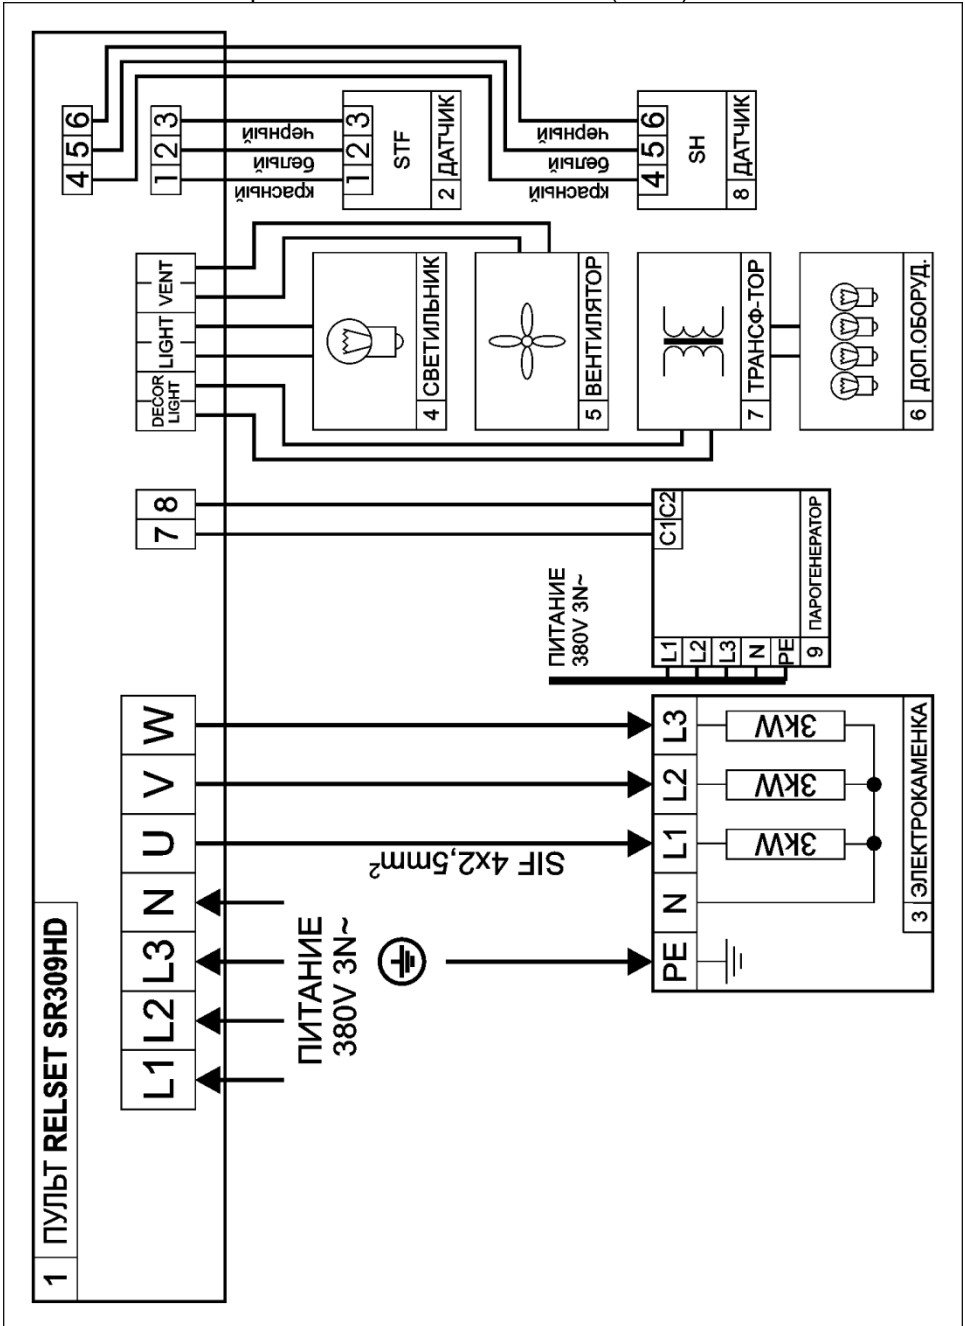 1 ПУЛЬТ RELSET SR309HD
4 5 6
L1 L2 L3 N U V W
7 8
DECOR
LIGHT
LIGHT
VENT
1 2 3
ПИТАНИЕ
380V 3N~
SIF 4x2,5mm²
красный
белый
черный
1 2 3
STF
2 ДАТЧИК
4 СВЕТИЛЬНИК
5 ВЕНТИЛЯТОР
красный
белый
черный
4 5 6
SH
8 ДАТЧИК
7 ТРАНСФ-ТОР
6 ДОП.ОБОРУД.
ПИТАНИЕ
380V 3N~
C1 C2
L1
L2
L3
N
PE
9 ПАРОГЕНЕРАТОР
PE N L1 L2 L3
3kW
3kW
3kW
3 ЭЛЕКТРОКАМЕНКА